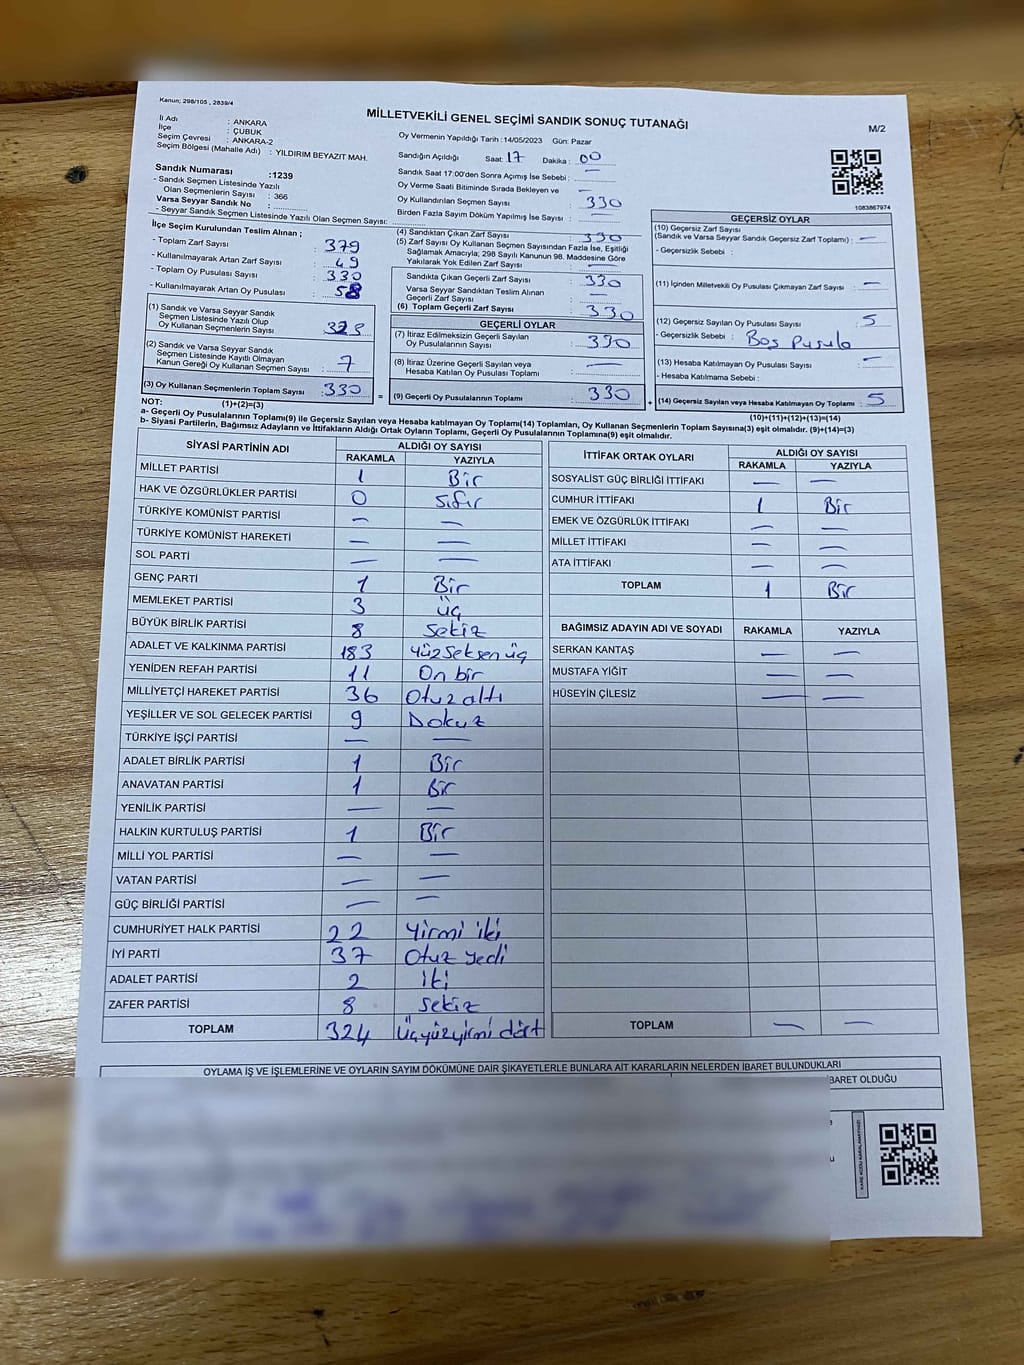 Kanun; 298/105 , 2839/4
MİLLETVEKİLİ GENEL SEÇİMİ SANDIK SONUÇ TUTANAĞI
M/2
İl Adı : ANKARA
İlçe : ÇUBUK
Seçim Çevresi : ANKARA-2
Seçim Bölgesi (Mahalle Adı) : YILDIRIM BEYAZIT MAH.
Sandık Numarası :1239
- Sandık Seçmen Listesinde Yazılı
Olan Seçmenlerin Sayısı : 366
Varsa Seyyar Sandık No :
- Seyyar Sandık Seçmen Listesinde Yazılı Olan Seçmen Sayısı:
Oy Vermenin Yapıldığı Tarih :14/05/2023 Gün: Pazar
Sandığın Açıldığı Saat: 17 Dakika : 00
Sandık Saat 17:00'den Sonra Açımış İse Sebebi : —
Oy Verme Saati Bitiminde Sırada Bekleyen ve —
Oy Kullandırılan Seçmen Sayısı : 330
Birden Fazla Sayım Döküm Yapılmış İse Sayısı : —
1083867974
İlçe Seçim Kurulundan Teslim Alınan ;
- Toplam Zarf Sayısı : 379
- Kullanılmayarak Artan Zarf Sayısı : 49
- Toplam Oy Pusulası Sayısı : 330
- Kullanılmayarak Artan Oy Pusulası : 58
(1) Sandık ve Varsa Seyyar Sandık
Seçmen Listesinde Yazılı Olup
Oy Kullanan Seçmenlerin Sayısı :
(2) Sandık ve Varsa Seyyar Sandık
Seçmen Listesinde Kayıtlı Olmayan
Kanun Gereği Oy Kullanan Seçmen Sayısı : 7
(3) Oy Kullanan Seçmenlerin Toplam Sayısı : 330
(4) Sandıktan Çıkan Zarf Sayısı : 330
(5) Zarf Sayısı Oy Kullanan Seçmen Sayısından Fazla İse, Eşitliği
Sağlamak Amacıyla; 298 Sayılı Kanunun 98. Maddesine Göre
Yakılarak Yok Edilen Zarf Sayısı : —
Sandıkta Çıkan Geçerli Zarf Sayısı : 330
Varsa Seyyar Sandıktan Teslim Alınan
Geçerli Zarf Sayısı : —
(6) Toplam Geçerli Zarf Sayısı : 330
GEÇERLİ OYLAR
(7) İtiraz Edilmeksizin Geçerli Sayılan
Oy Pusulalarının Sayısı : 330
(8) İtiraz Üzerine Geçerli Sayılan veya
Hesaba Katılan Oy Pusulası Toplamı : —
= (9) Geçerli Oy Pusulalarının Toplamı : 330
GEÇERSİZ OYLAR
(10) Geçersiz Zarf Sayısı
(Sandık ve Varsa Seyyar Sandık Geçersiz Zarf Toplamı) : —
- Geçersizlik Sebebi :
(11) İçinden Milletvekili Oy Pusulası Çıkmayan Zarf Sayısı : —
(12) Geçersiz Sayılan Oy Pusulası Sayısı : 5
- Geçersizlik Sebebi : Boş Pusula
(13) Hesaba Katılmayan Oy Pusulası Sayısı : —
- Hesaba Katılmama Sebebi :
+ (14) Geçersiz Sayılan veya Hesaba Katılmayan Oy Toplamı : 5
NOT: (1)+(2)=(3) (10)+(11)+(12)+(13)=(14)
a- Geçerli Oy Pusulalarının Toplamı(9) ile Geçersiz Sayılan veya Hesaba katılmayan Oy Toplamı(14) Toplamları, Oy Kullanan Seçmenlerin Toplam Sayısına(3) eşit olmalıdır. (9)+(14)=(3)
b- Siyasi Partilerin, Bağımsız Adayların ve İttifakların Aldığı Ortak Oyların Toplamı, Geçerli Oy Pusulalarının Toplamına(9) eşit olmalıdır.
SİYASİ PARTİNİN ADI ALDIĞI OY SAYISI
RAKAMLA YAZIYLA
MİLLET PARTİSİ 1 Bir
HAK VE ÖZGÜRLÜKLER PARTİSİ 0 Sıfır
TÜRKİYE KOMÜNİST PARTİSİ — —
TÜRKİYE KOMÜNİST HAREKETİ — —
SOL PARTİ — —
GENÇ PARTİ 1 Bir
MEMLEKET PARTİSİ 3 Üç
BÜYÜK BİRLİK PARTİSİ 8 Sekiz
ADALET VE KALKINMA PARTİSİ 183 Yüz Seksen üç
YENİDEN REFAH PARTİSİ 11 On bir
MİLLİYETÇİ HAREKET PARTİSİ 36 Otuz altı
YEŞİLLER VE SOL GELECEK PARTİSİ 9 Dokuz
TÜRKİYE İŞÇİ PARTİSİ — —
ADALET BİRLİK PARTİSİ 1 Bir
ANAVATAN PARTİSİ 1 Bir
YENİLİK PARTİSİ — —
HALKIN KURTULUŞ PARTİSİ 1 Bir
MİLLİ YOL PARTİSİ — —
VATAN PARTİSİ — —
GÜÇ BİRLİĞİ PARTİSİ — —
CUMHURİYET HALK PARTİSİ 22 Yirmi iki
İYİ PARTİ 37 Otuz yedi
ADALET PARTİSİ 2 İki
ZAFER PARTİSİ 8 Sekiz
TOPLAM 324 Üçyüzyirmi dört
İTTİFAK ORTAK OYLARI ALDIĞI OY SAYISI
RAKAMLA YAZIYLA
SOSYALİST GÜÇ BİRLİĞİ İTTİFAKI — —
CUMHUR İTTİFAKI 1 Bir
EMEK VE ÖZGÜRLÜK İTTİFAKI — —
MİLLET İTTİFAKI — —
ATA İTTİFAKI — —
TOPLAM 1 Bir
BAĞIMSIZ ADAYIN ADI VE SOYADI RAKAMLA YAZIYLA
SERKAN KANTAŞ — —
MUSTAFA YİĞİT — —
HÜSEYİN ÇİLESİZ — —
TOPLAM — —
OYLAMA İŞ VE İŞLEMLERİNE VE OYLARIN SAYIM DÖKÜMÜNE DAİR ŞİKAYETLERLE BUNLARA AİT KARARLARIN NELERDEN İBARET BULUNDUKLARI
İBARET OLDUĞU
KARE KODU KARALAMAYINIZ!